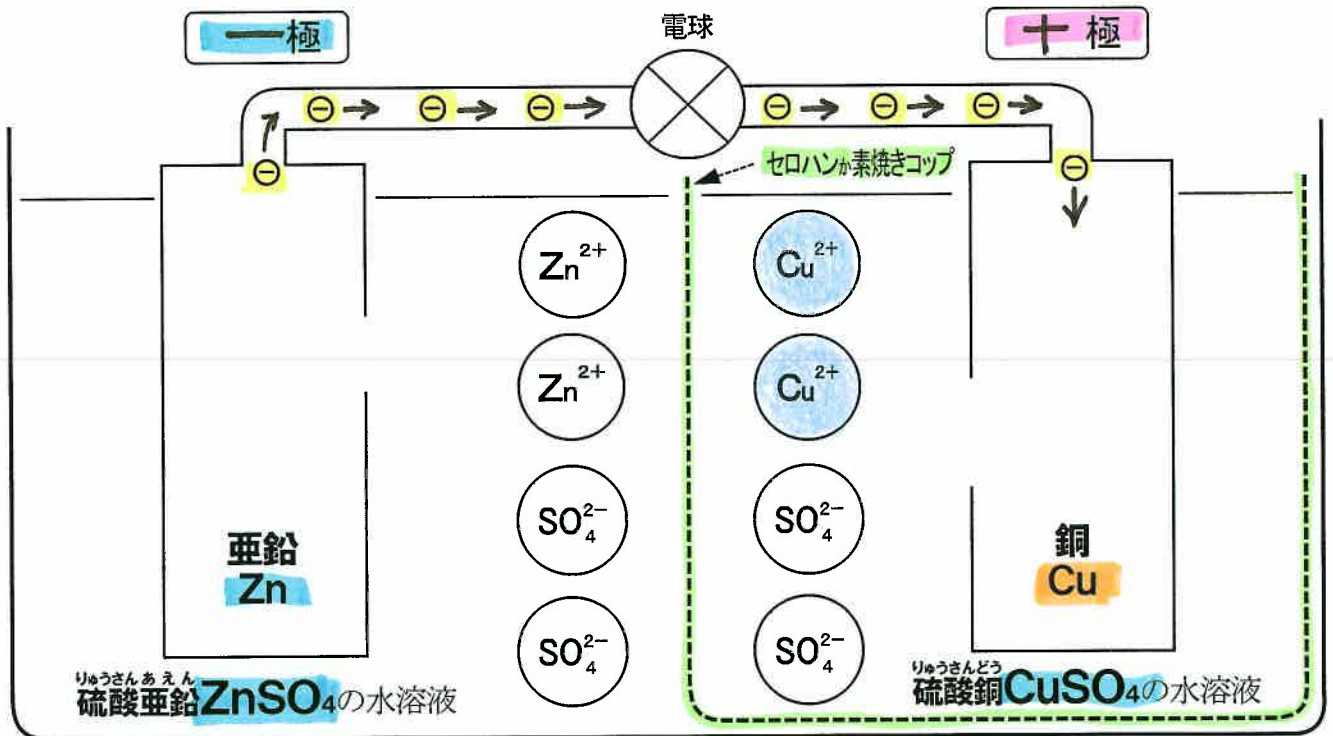 ー極
電球
十極
⊖
⊖
⊖
⊖
⊖
⊖
⊖
⊖
セロハンか素焼きコップ
Zn²⁺
Cu²⁺
Zn²⁺
Cu²⁺
SO₄²⁻
SO₄²⁻
亜鉛
Zn
銅
Cu
SO₄²⁻
SO₄²⁻
りゅうさんあえん
硫酸亜鉛ZnSO₄の水溶液
りゅうさんどう
硫酸銅CuSO₄の水溶液